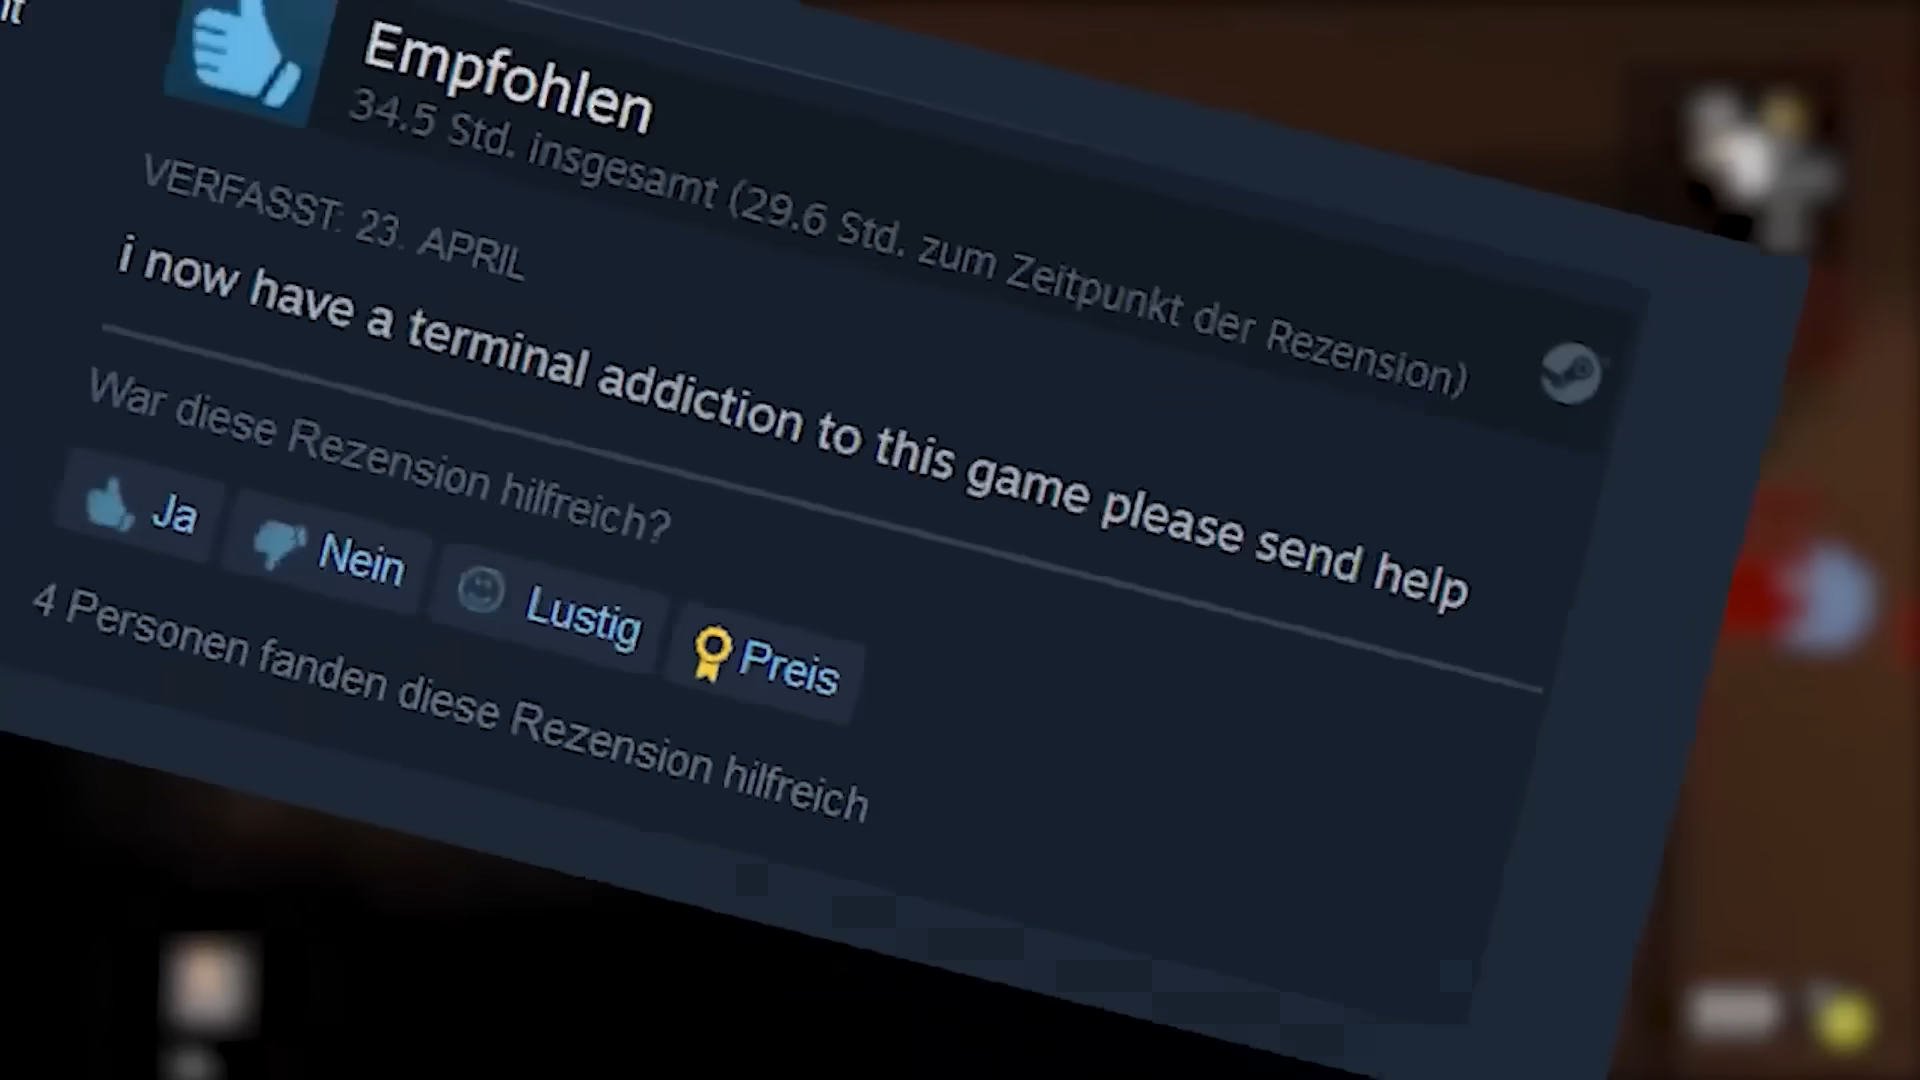 Empfohlen
34.5 Std. insgesamt (29.6 Std. zum Zeitpunkt der Rezension)
VERFASST: 23. APRIL
i now have a terminal addiction to this game please send help
War diese Rezension hilfreich?
Ja Nein Lustig Preis
4 Personen fanden diese Rezension hilfreich